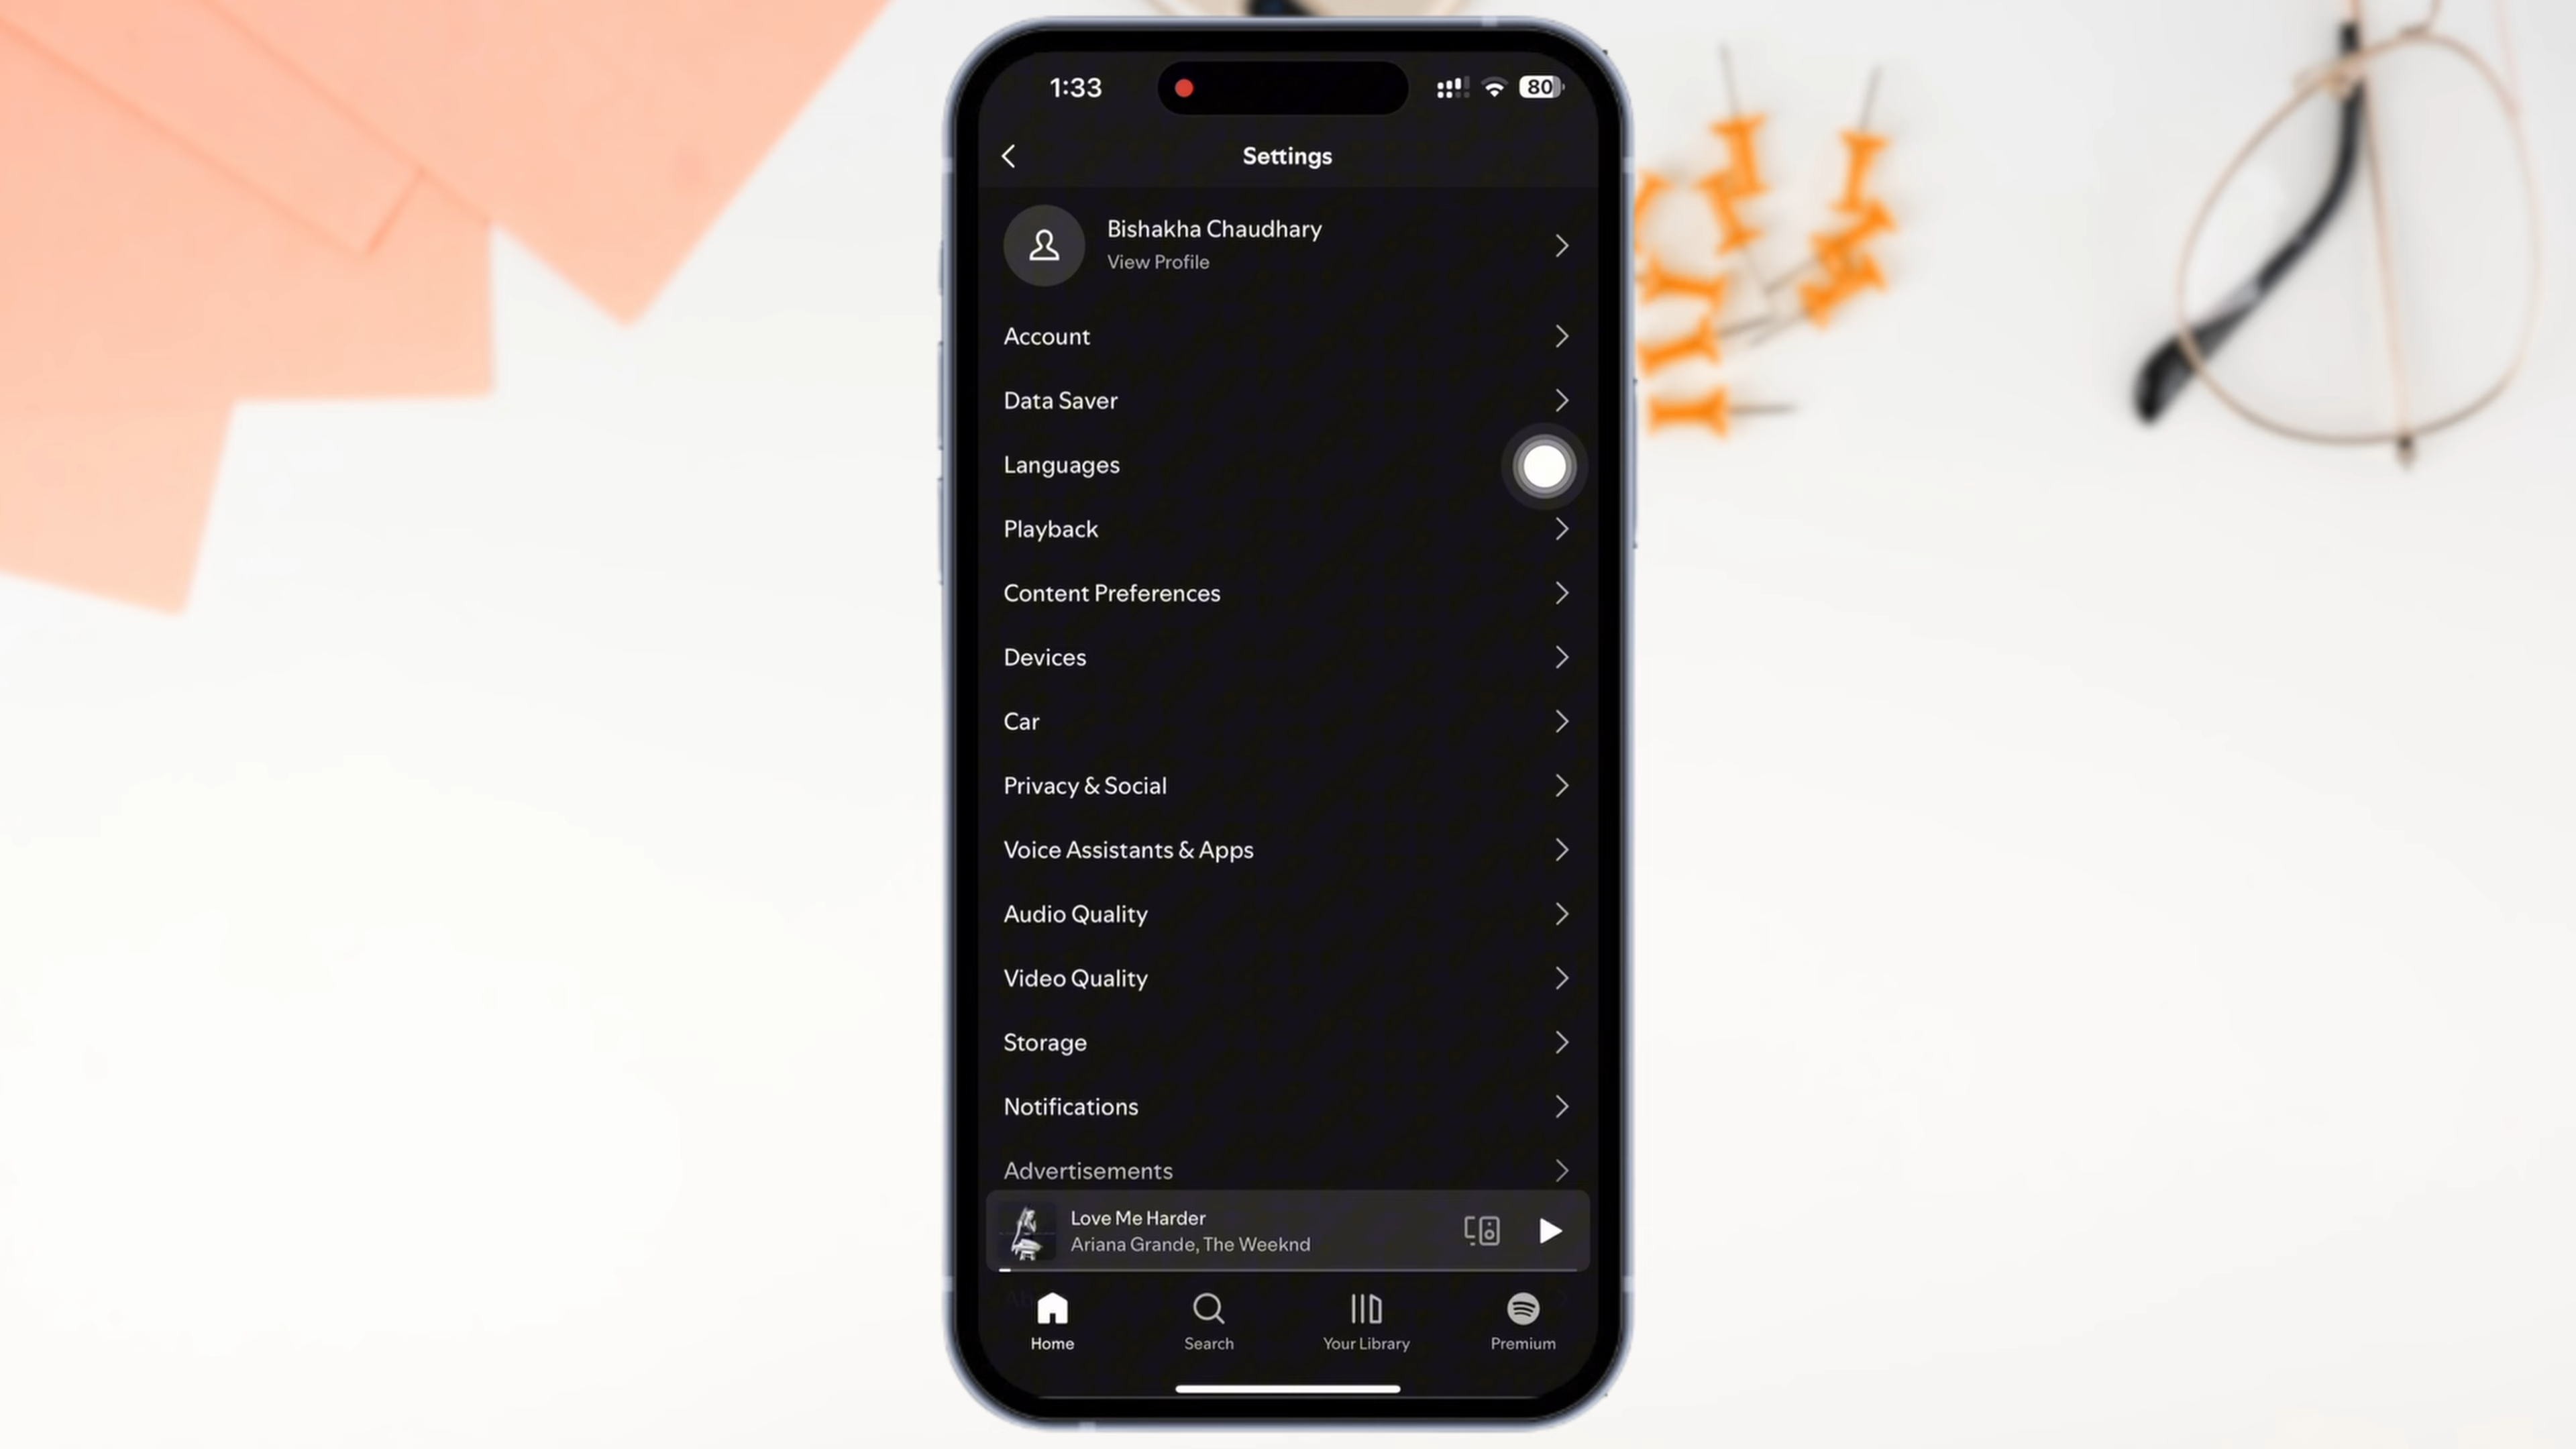 1:33
80
Settings
Bishakha Chaudhary
View Profile
Account
Data Saver
Languages
Playback
Content Preferences
Devices
Car
Privacy & Social
Voice Assistants & Apps
Audio Quality
Video Quality
Storage
Notifications
Advertisements
Love Me Harder
Ariana Grande, The Weeknd
Home
Search
Your Library
Premium